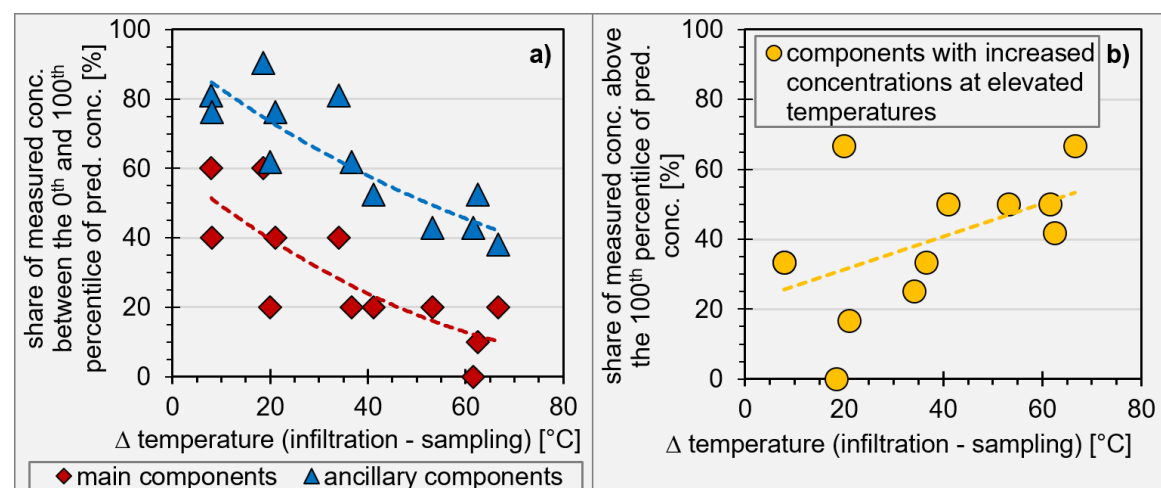 a)
share of measured conc.
between the 0th and 100th
percentile of pred. conc. [%]
100
80
60
40
20
0
0 20 40 60 80
Δ temperature (infiltration - sampling) [°C]
main components ancillary components
b)
share of measured conc. above
the 100th percentilce of pred.
conc. [%]
100
80
60
40
20
0
components with increased
concentrations at elevated
temperatures
0 20 40 60 80
Δ temperature (infiltration - sampling) [°C]